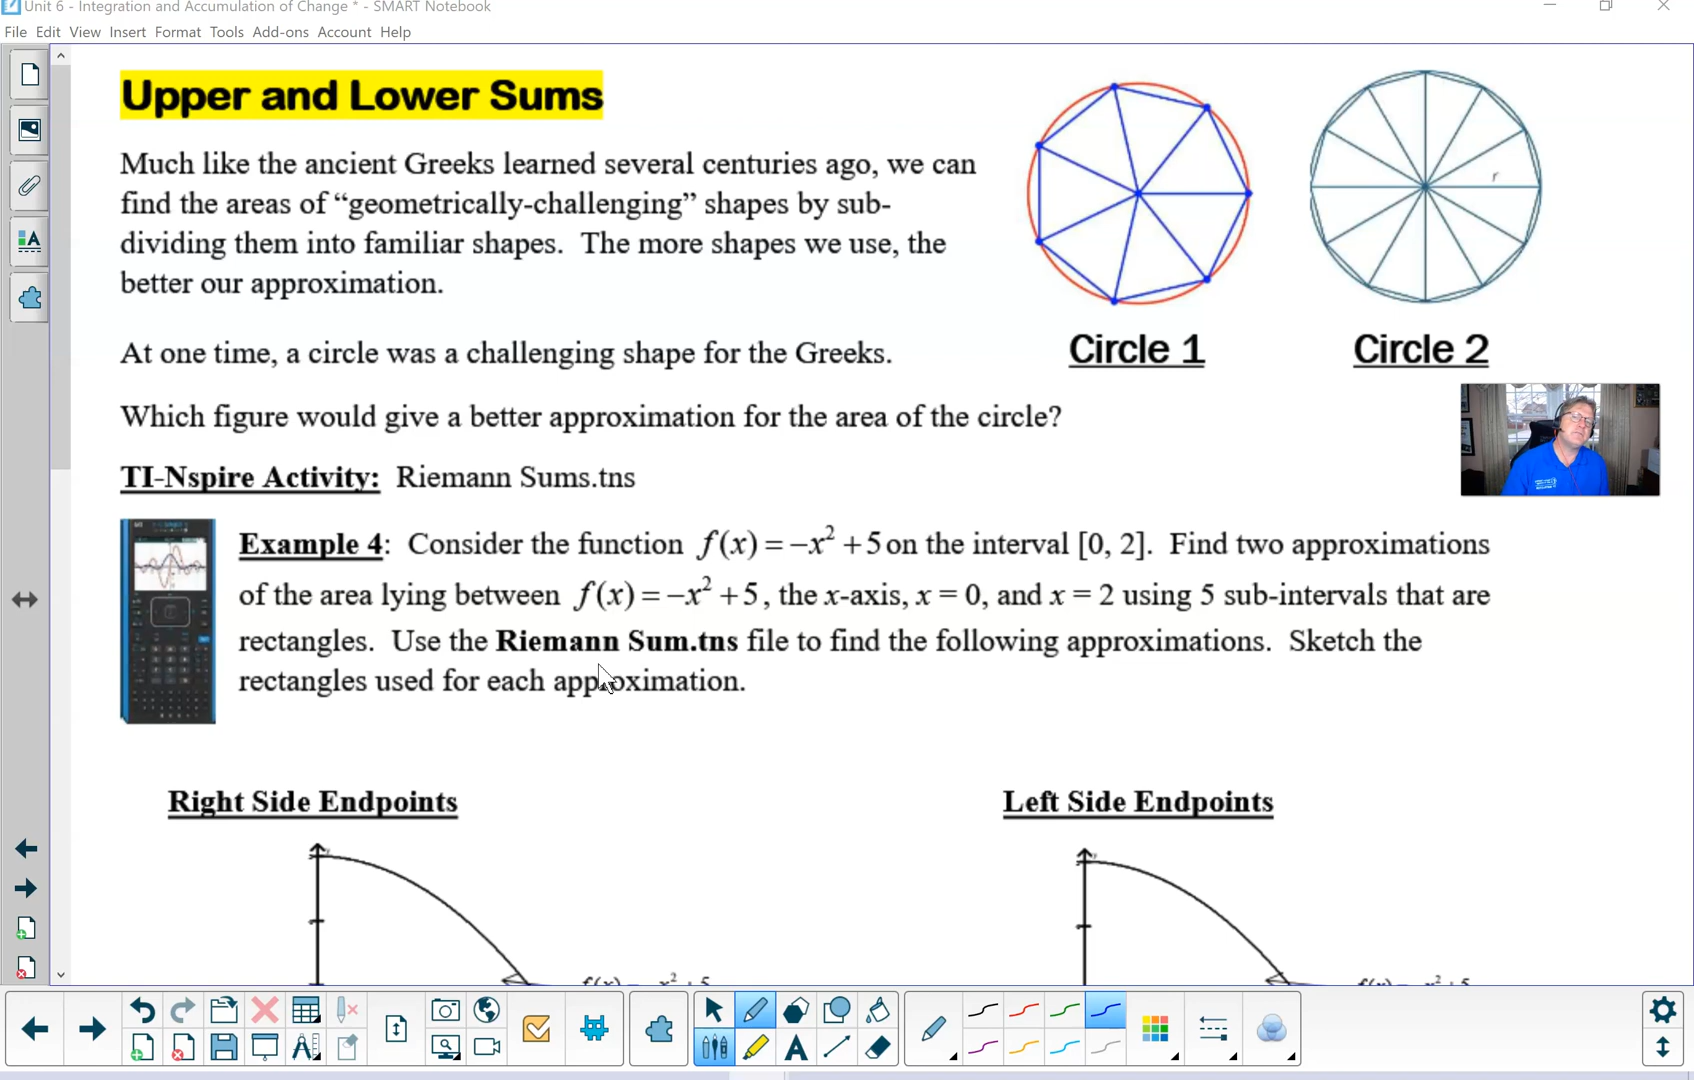 Unit 6 - Integration and Accumulation of Change * - SMART Notebook
File Edit View Insert Format Tools Add-ons Account Help
Upper and Lower Sums
Much like the ancient Greeks learned several centuries ago, we can
find the areas of “geometrically-challenging” shapes by sub-
dividing them into familiar shapes. The more shapes we use, the
better our approximation.
r
At one time, a circle was a challenging shape for the Greeks.
Circle 1
Circle 2
Which figure would give a better approximation for the area of the circle?
TI-Nspire Activity: Riemann Sums.tns
Example 4: Consider the function f(x) = −x² + 5 on the interval [0, 2]. Find two approximations
of the area lying between f(x) = −x² + 5, the x-axis, x = 0, and x = 2 using 5 sub-intervals that are
rectangles. Use the Riemann Sum.tns file to find the following approximations. Sketch the
rectangles used for each approximation.
Right Side Endpoints
Left Side Endpoints